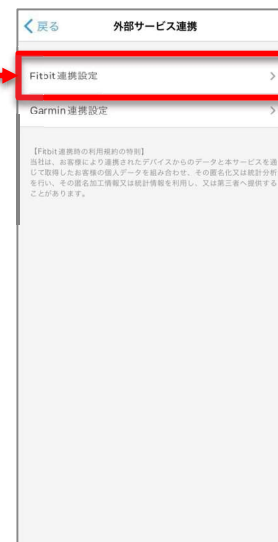 戻る 外部サービス連携
Fitbit連携設定
Garmin連携設定
【Fitbit連携時の利用規約の特則】
当社は、お客様により連携されたデバイスからのデータと本サービスを通
じて取得したお客様の個人データを組み合わせ、その匿名化又は統計分析
を行い、その匿名加工情報又は統計情報を利用し、又は第三者へ提供する
ことがあります。